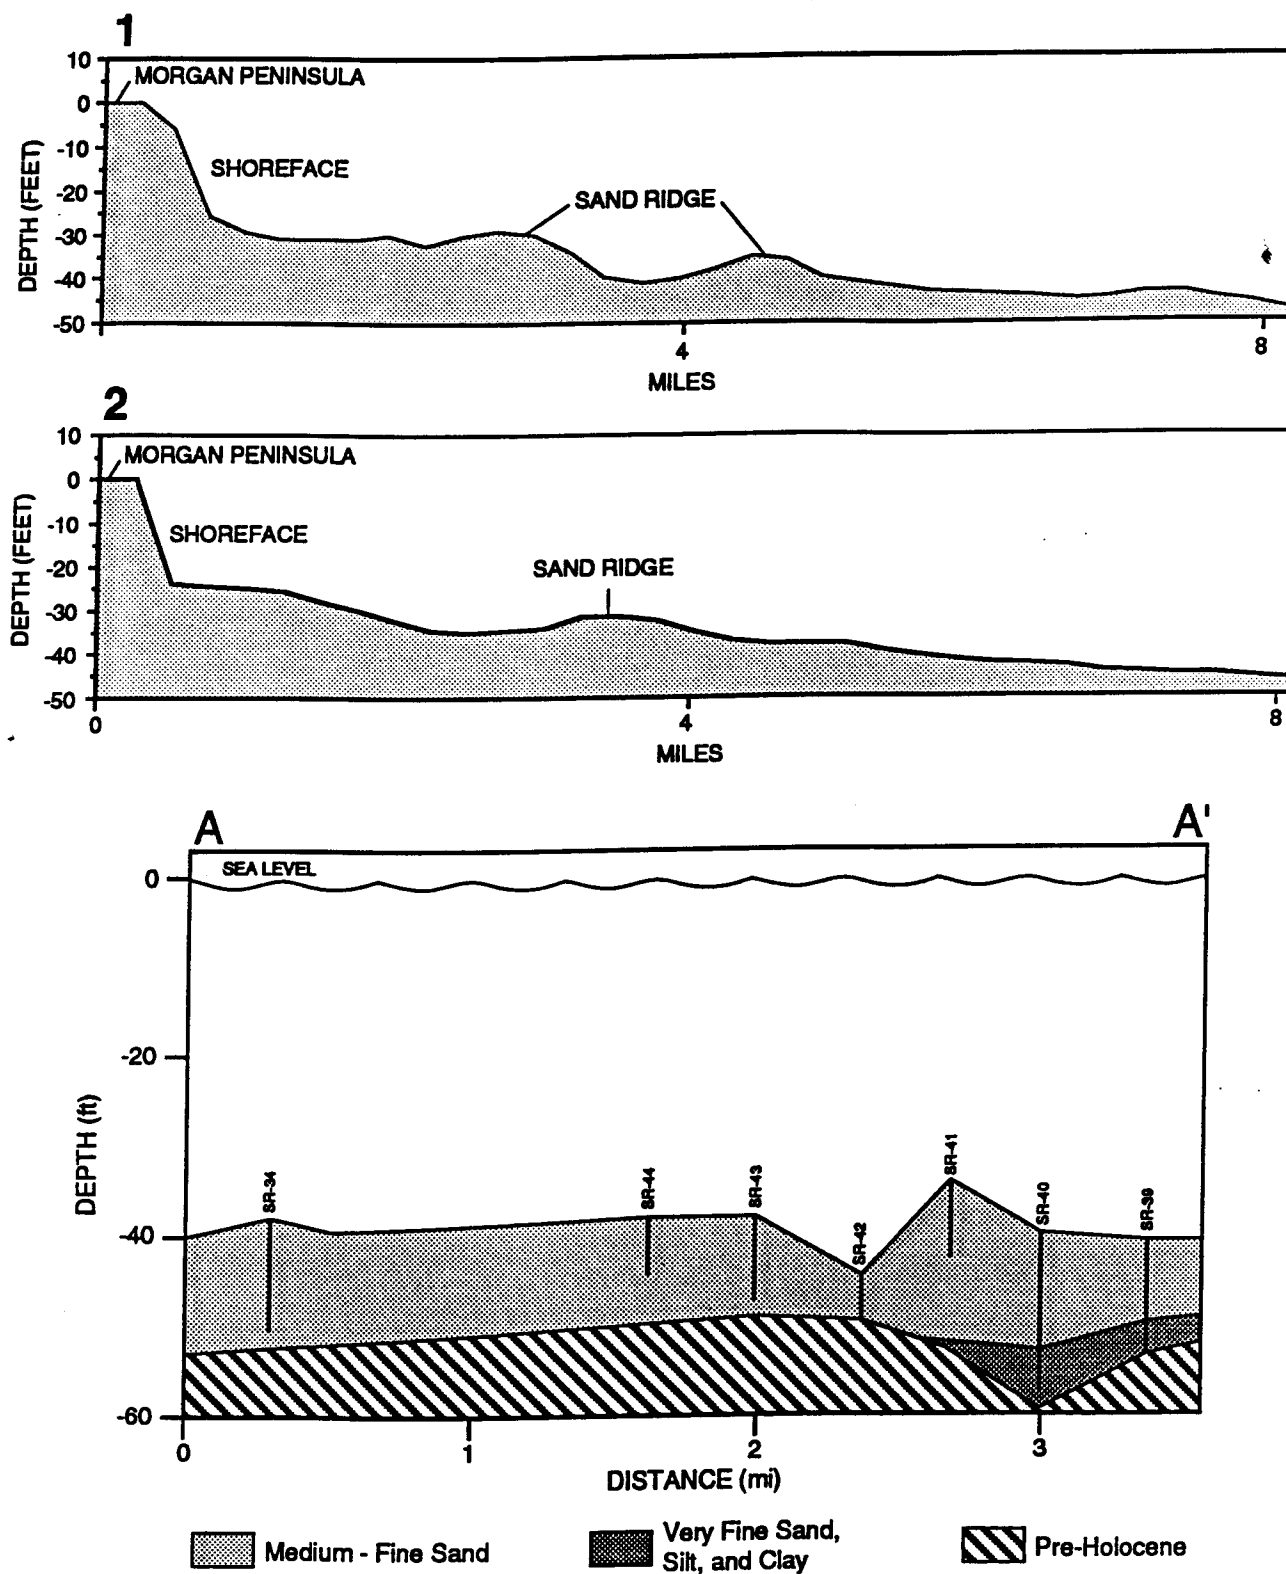 1
10
MORGAN PENINSULA
0
-10
SHOREFACE
-20
SAND RIDGE
-30
-40
-50
DEPTH (FEET)
4
8
MILES
2
10
MORGAN PENINSULA
0
-10
SHOREFACE
-20
SAND RIDGE
-30
-40
-50
DEPTH (FEET)
0
4
8
MILES
A
A'
SEA LEVEL
0
-20
DEPTH (ft)
SR-34
SR-44
SR-43
SR-42
SR-41
SR-40
SR-39
-40
-60
0
1
2
3
DISTANCE (mi)
Medium - Fine Sand
Very Fine Sand,
Silt, and Clay
Pre-Holocene